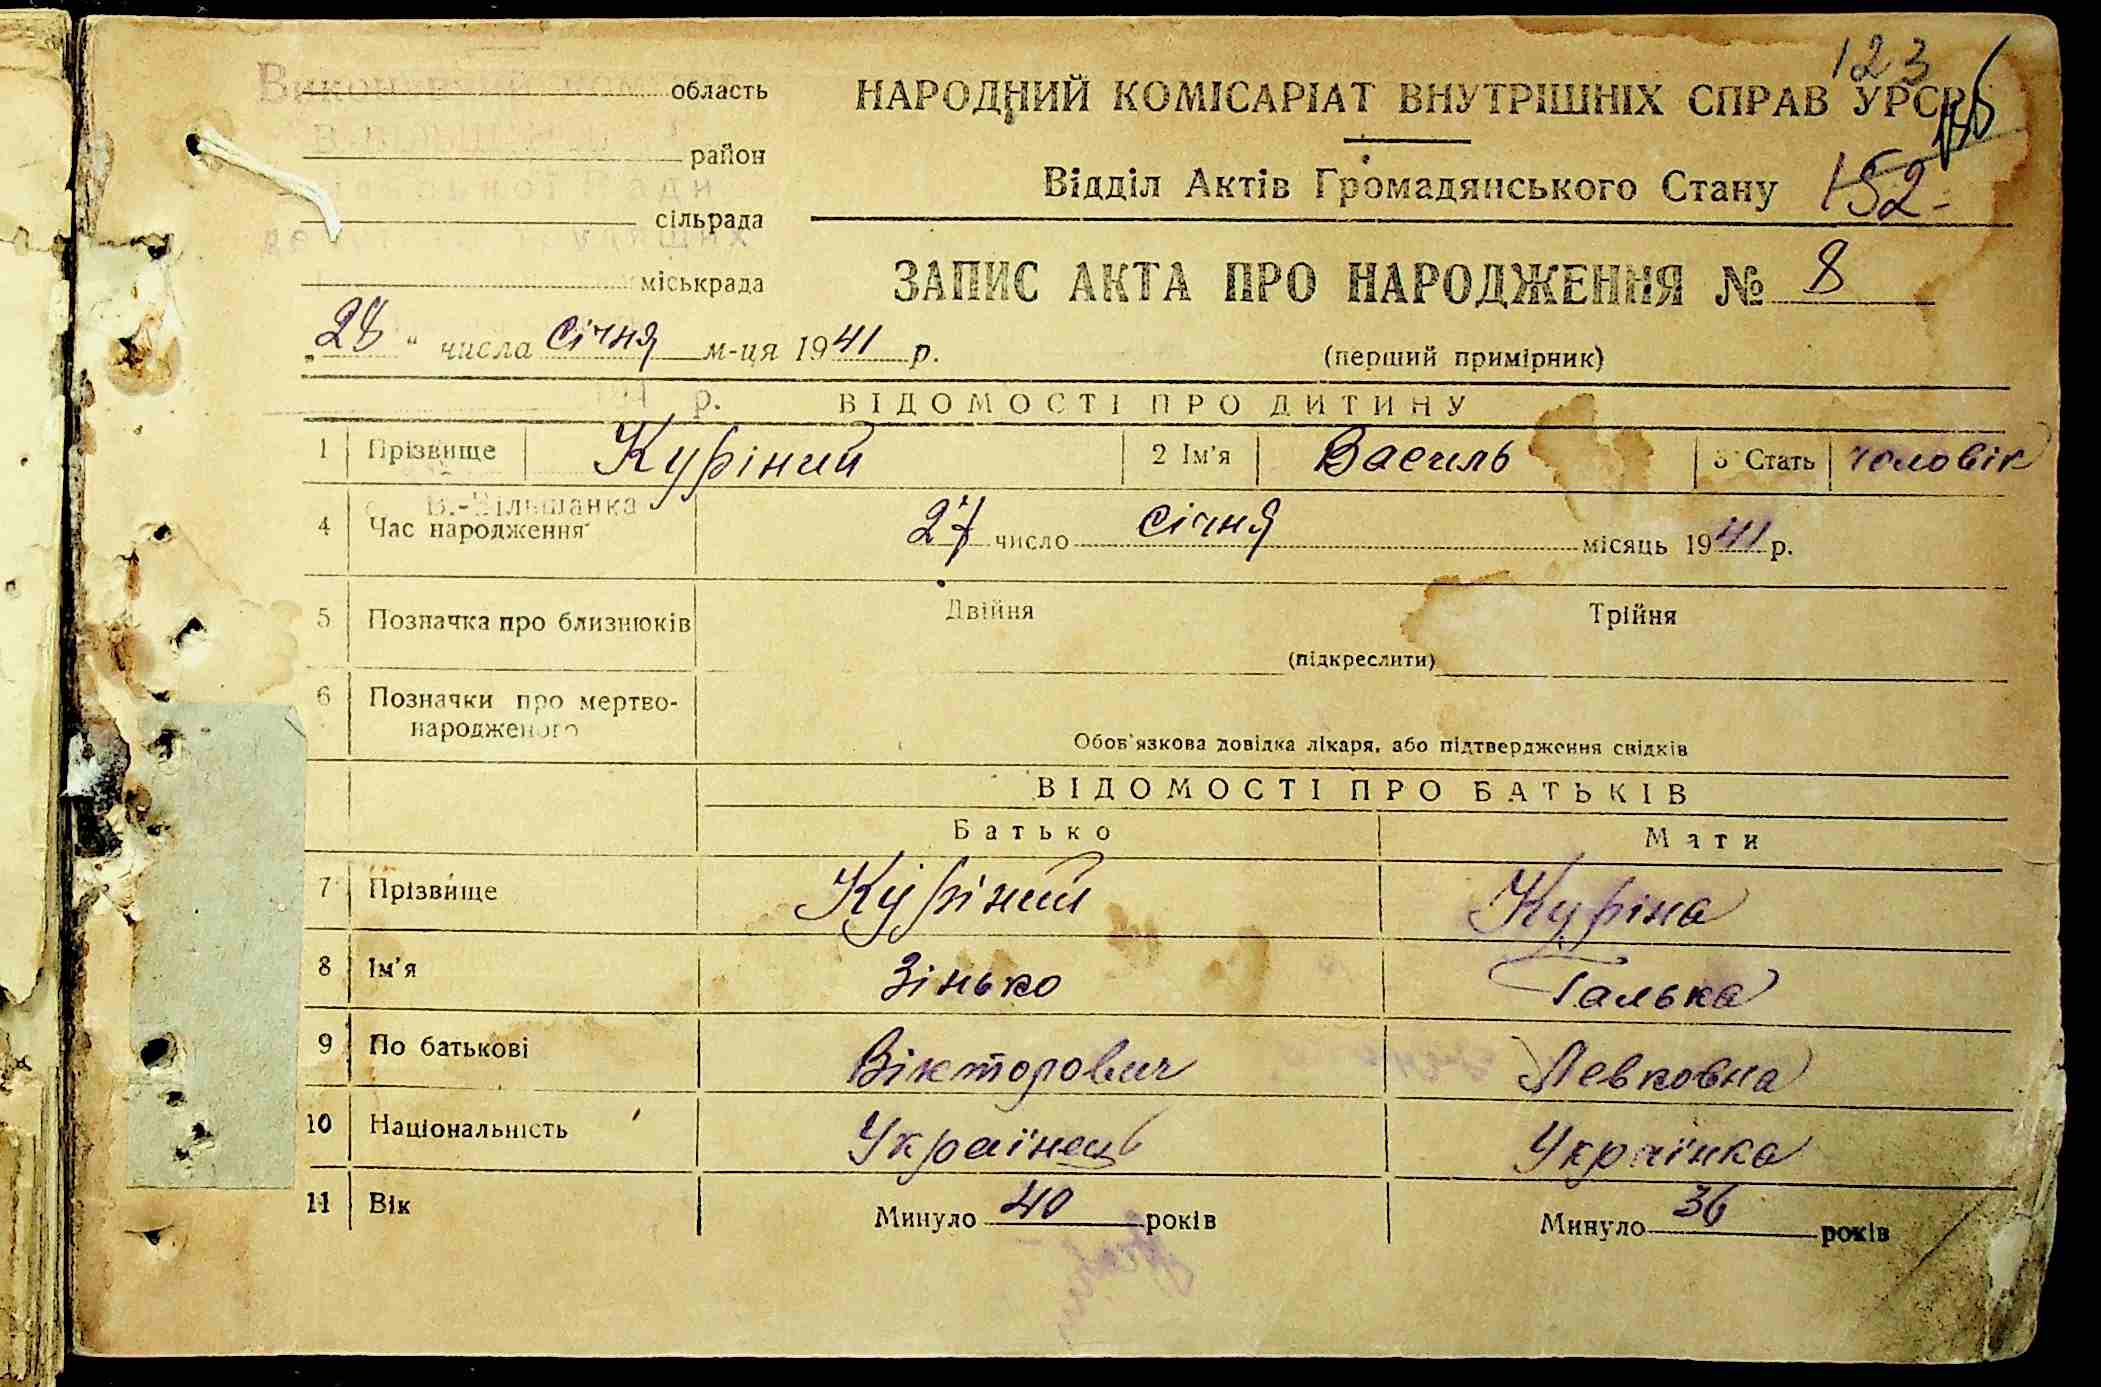 область
район
сільрада
міськрада
123
НАРОДНИЙ КОМІСАРІАТ ВНУТРІШНІХ СПРАВ УРСР
Відділ Актів Громадянського Стану 152
ЗАПИС АКТА ПРО НАРОДЖЕННЯ № 8
„28" числа січня м-ця 1941 р.
(перший примірник)
р.
ВІДОМОСТІ ПРО ДИТИНУ
1 Прізвище Куріний 2 Ім'я Василь 3 Стать чоловік
В.-Вільшанка
4 Час народження 27 число січня місяць 1941 р.
5 Позначка про близнюків Двійня Трійня
(підкреслити)
6 Позначки про мертво-
народженого
Обов'язкова довідка лікаря, або підтвердження свідків
ВІДОМОСТІ ПРО БАТЬКІВ
Батько Мати
7 Прізвище Куріний Куріна
8 Ім'я Зінько Галька
9 По батькові Вікторович Левковна
10 Національність Українець Українка
11 Вік Минуло 40 років Минуло 36 років